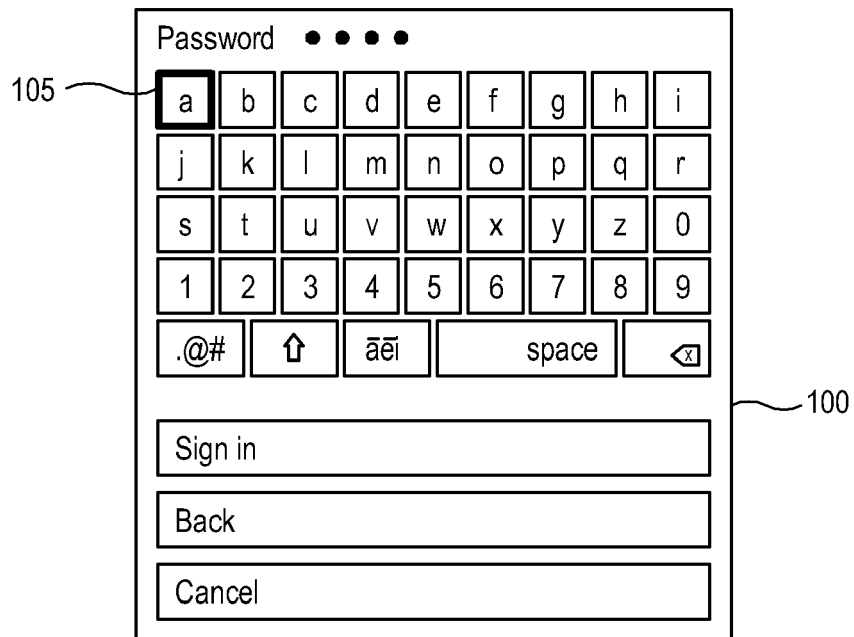 Password ● ● ● ●
105
a b c d e f g h i
j k l m n o p q r
s t u v w x y z 0
1 2 3 4 5 6 7 8 9
.@# ⇧ āēī space ⌫
100
Sign in
Back
Cancel